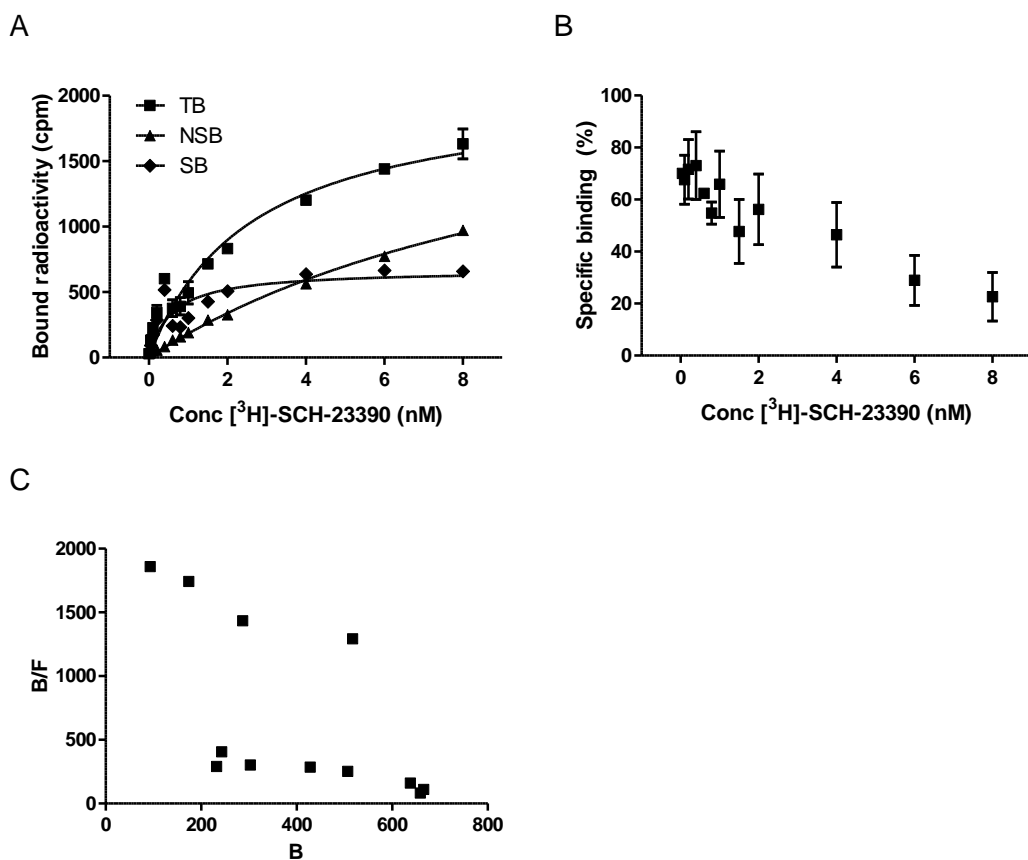 A
Bound radioactivity (cpm)
2000
1500
1000
500
0
TB
NSB
SB
0 2 4 6 8
Conc [³H]-SCH-23390 (nM)
B
Specific binding (%)
100
80
60
40
20
0
0 2 4 6 8
Conc [³H]-SCH-23390 (nM)
C
B/F
2000
1500
1000
500
0
0 200 400 600 800
B